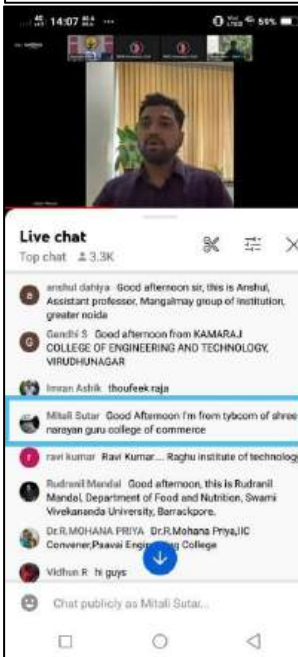 14:07
59%
Live chat
Top chat 3.3K
anshul dahiya Good afternoon sir, this is Anshul,
Assistant professor, Mangalmay group of institution,
greater noida
Gandhi S Good afternoon from KAMARAJ
COLLEGE OF ENGINEERING AND TECHNOLOGY,
VIRUDHUNAGAR
Imran Ashik thoufeek raja
Mitali Sutar Good Afternoon I'm from tybcom of shree
narayan guru college of commerce
ravi kumar Ravi Kumar.... Raghu institute of technology
Rudranil Mandal Good afternoon, this is Rudranil
Mandal, Department of Food and Nutrition, Swami
Vivekananda University, Barrackpore.
Dr.R.MOHANA PRIYA Dr.R.Mohana Priya,IIC
Convener,Paavai Engineering College
Vidhun R hi guys
Chat publicly as Mitali Sutar...